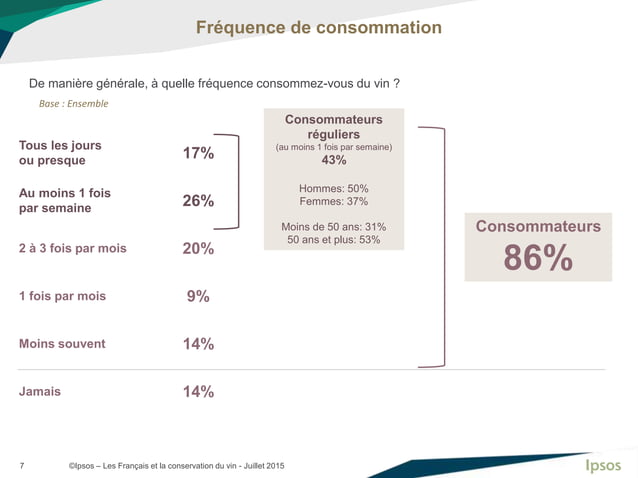 Fréquence de consommation
De manière générale, à quelle fréquence consommez-vous du vin ?
Base : Ensemble
Tous les jours
ou presque
17%
Au moins 1 fois
par semaine
26%
2 à 3 fois par mois
20%
1 fois par mois
9%
Moins souvent
14%
Jamais
14%
Consommateurs
réguliers
(au moins 1 fois par semaine)
43%
Hommes: 50%
Femmes: 37%
Moins de 50 ans: 31%
50 ans et plus: 53%
Consommateurs
86%
7
©Ipsos – Les Français et la conservation du vin - Juillet 2015
Ipsos